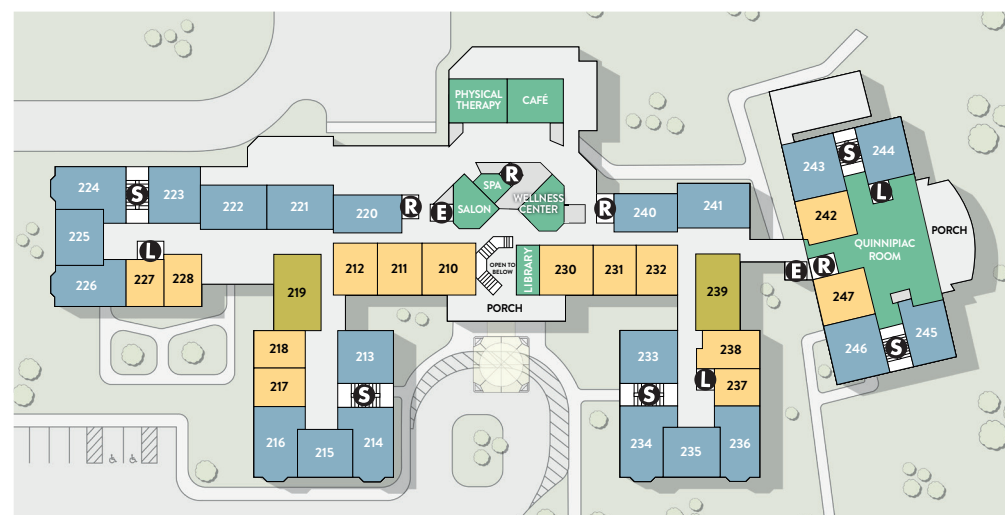 PHYSICAL
THERAPY
CAFÉ
224
S
223
222
221
220
R
E
SPA
R
SALON
WELLNESS
CENTER
R
240
241
243
S
244
L
242
QUINNIPIAC
ROOM
PORCH
225
L
226
227
228
219
212
211
210
OPEN TO
BELOW
LIBRARY
230
231
232
239
E
R
247
PORCH
218
213
217
S
216
215
214
233
238
L
237
S
234
235
236
246
S
245